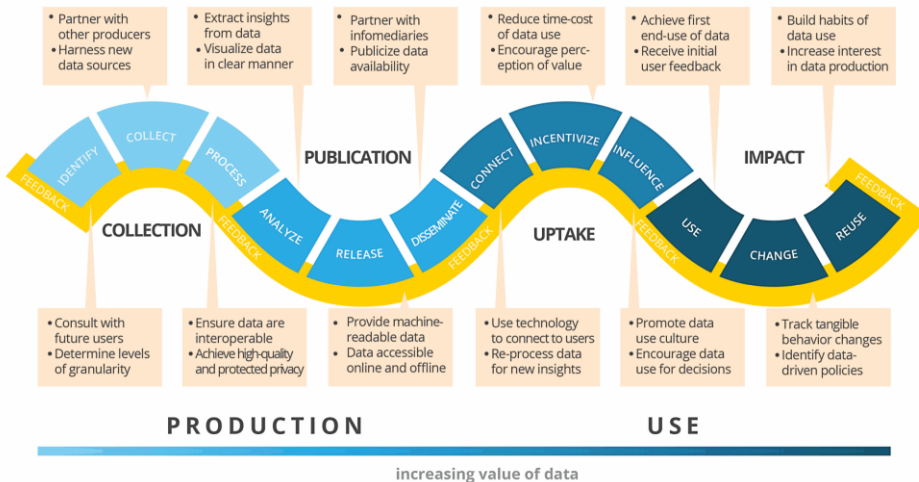 • Partner with
other producers
• Harness new
data sources
• Extract insights
from data
• Visualize data
in clear manner
• Partner with
infomediaries
• Publicize data
availability
• Reduce time-cost
of data use
• Encourage perc-
eption of value
• Achieve first
end-use of data
• Receive initial
user feedback
• Build habits of
data use
• Increase interest
in data production
IDENTIFY
COLLECT
PROCESS
ANALYZE
RELEASE
DISSEMINATE
CONNECT
INCENTIVIZE
INFLUENCE
USE
CHANGE
REUSE
FEEDBACK
FEEDBACK
FEEDBACK
FEEDBACK
FEEDBACK
COLLECTION
PUBLICATION
UPTAKE
IMPACT
• Consult with
future users
• Determine levels
of granularity
• Ensure data are
interoperable
• Achieve high-quality
and protected privacy
• Provide machine-
readable data
• Data accessible
online and offline
• Use technology
to connect to users
• Re-process data
for new insights
• Promote data
use culture
• Encourage data
use for decisions
• Track tangible
behavior changes
• Identify data-
driven policies
PRODUCTION
USE
increasing value of data